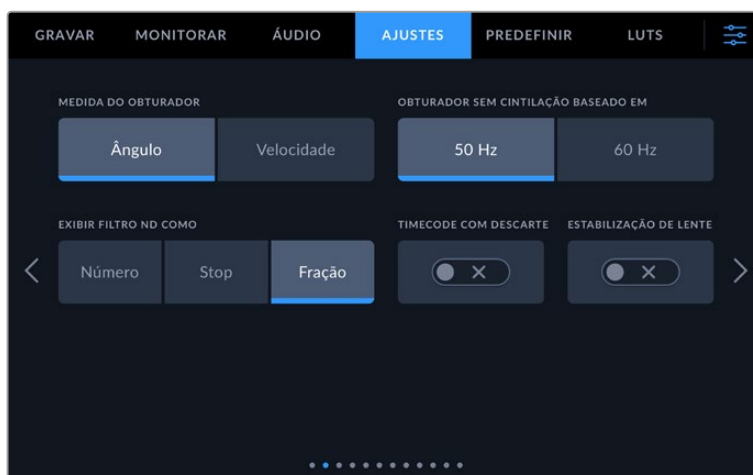 GRAVAR MONITORAR ÁUDIO AJUSTES PREDEFINIR LUTS
MEDIDA DO OBTURADOR OBTURADOR SEM CINTILAÇÃO BASEADO EM
Ângulo Velocidade 50 Hz 60 Hz
EXIBIR FILTRO ND COMO TIMECODE COM DESCARTE ESTABILIZAÇÃO DE LENTE
Número Stop Fração